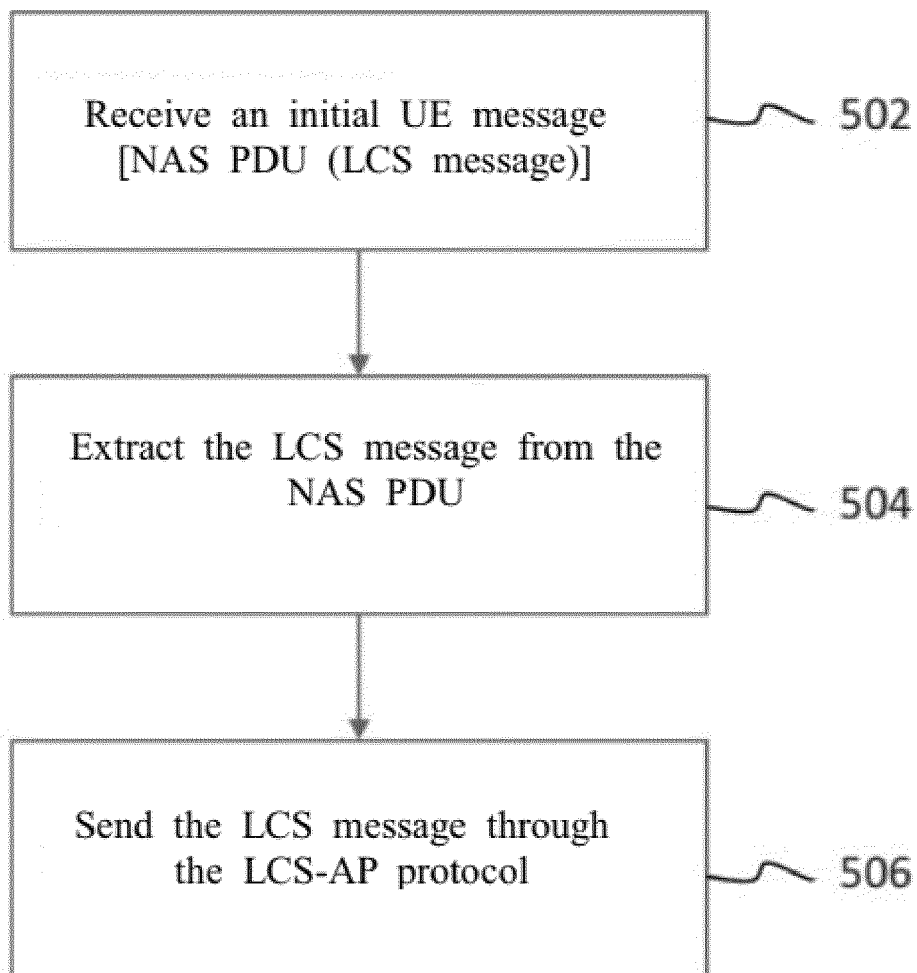 Receive an initial UE message
[NAS PDU (LCS message)]
502
Extract the LCS message from the
NAS PDU
504
Send the LCS message through
the LCS-AP protocol
506